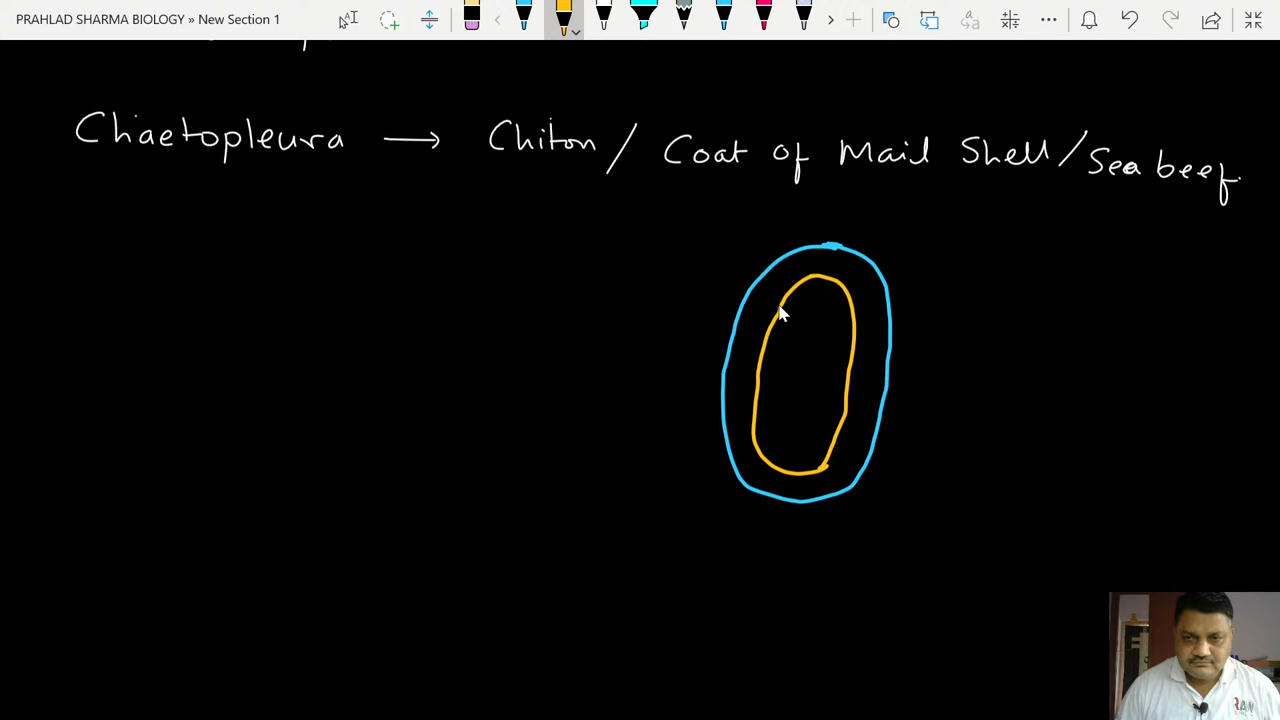 PRAHLAD SHARMA BIOLOGY » New Section 1
Chaetopleura → Chiton / Coat of Mail Shell / Sea beef.